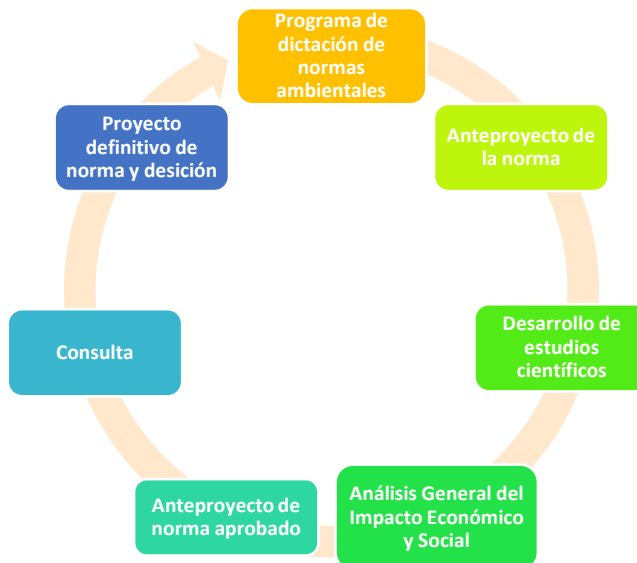 Programa de
dictación de
normas
ambientales
Anteproyecto de
la norma
Desarrollo de
estudios
científicos
Análisis General del
Impacto Económico
y Social
Anteproyecto de
norma aprobado
Consulta
Proyecto
definitivo de
norma y desición